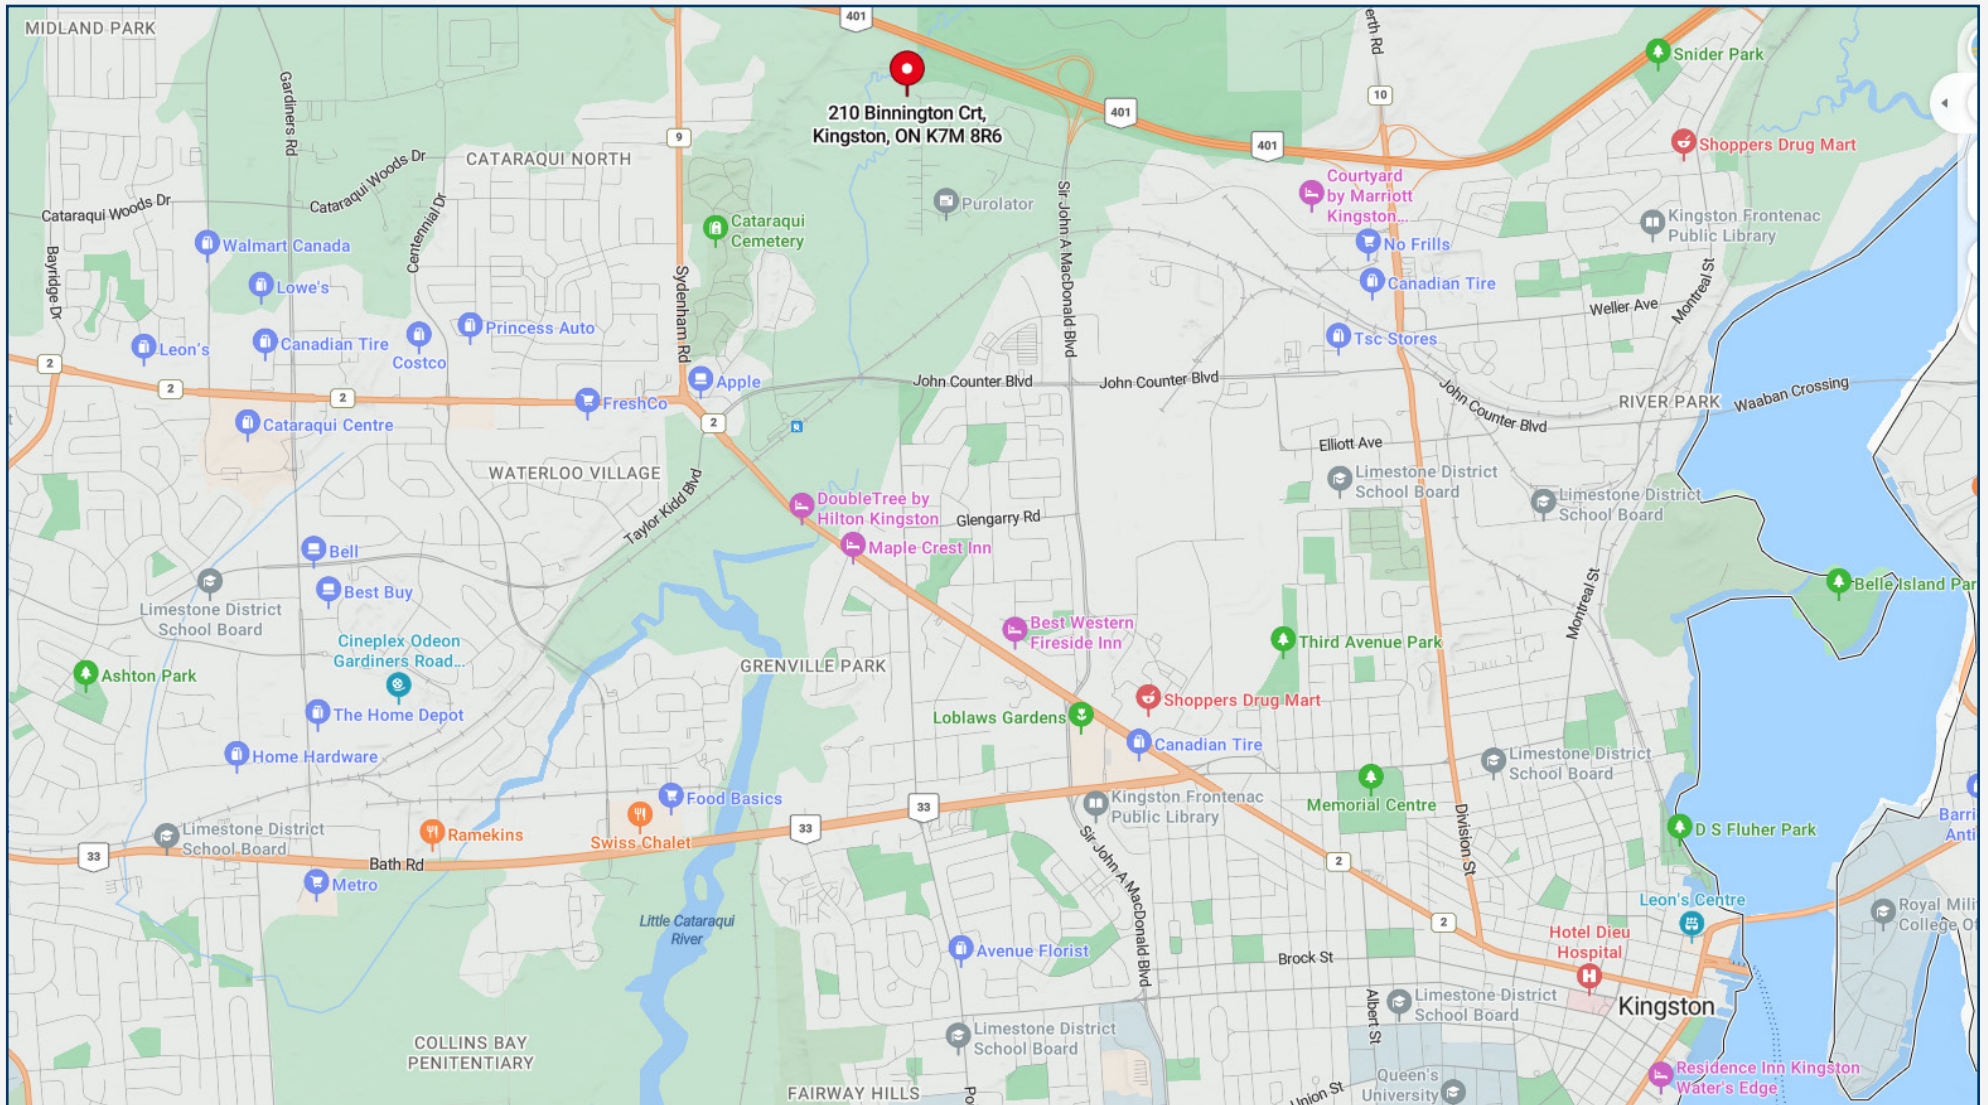 MIDLAND PARK
401
erth Rd
Snider Park
Gardiners Rd
210 Binnington Crt,
Kingston, ON K7M 8R6
10
401
9
401
Shoppers Drug Mart
CATARAQUI NORTH
Cataraqui Woods Dr
Cataraqui Woods Dr
Centennial Dr
Bayridge Dr
Walmart Canada
Lowe's
Leon's
Canadian Tire
Costco
Princess Auto
Sydenham Rd
Cataraqui
Cemetery
Purolator
Sir John A MacDonald Blvd
Courtyard
by Marriott
Kingston...
No Frills
Canadian Tire
Tsc Stores
Kingston Frontenac
Public Library
Montreal St
Weller Ave
2
2
2
Apple
FreshCo
2
John Counter Blvd
John Counter Blvd
John Counter Blvd
RIVER PARK
Waaban Crossing
Cataraqui Centre
WATERLOO VILLAGE
Taylor Kidd Blvd
Elliott Ave
Limestone District
School Board
Limestone District
School Board
DoubleTree by
Hilton Kingston
Glengarry Rd
Maple Crest Inn
Bell
Best Buy
Limestone District
School Board
Cineplex Odeon
Gardiners Road...
Ashton Park
The Home Depot
Home Hardware
Montreal St
Belle Island Par
Best Western
Fireside Inn
Third Avenue Park
GRENVILLE PARK
Shoppers Drug Mart
Loblaws Gardens
Canadian Tire
Limestone District
School Board
Memorial Centre
Division St
Food Basics
33
33
Kingston Frontenac
Public Library
Swiss Chalet
Ramekins
Limestone District
School Board
33
Bath Rd
Metro
D S Fluher Park
Barri
Anti
2
Sir John A MacDonald Blvd
Little Cataraqui
River
2
Leon's Centre
Royal Mili
College O
Hotel Dieu
Hospital
Avenue Florist
Brock St
Albert St
Limestone District
School Board
Kingston
Limestone District
School Board
COLLINS BAY
PENITENTIARY
FAIRWAY HILLS
Po
Union St
Queen's
University
Residence Inn Kingston
Water's Edge